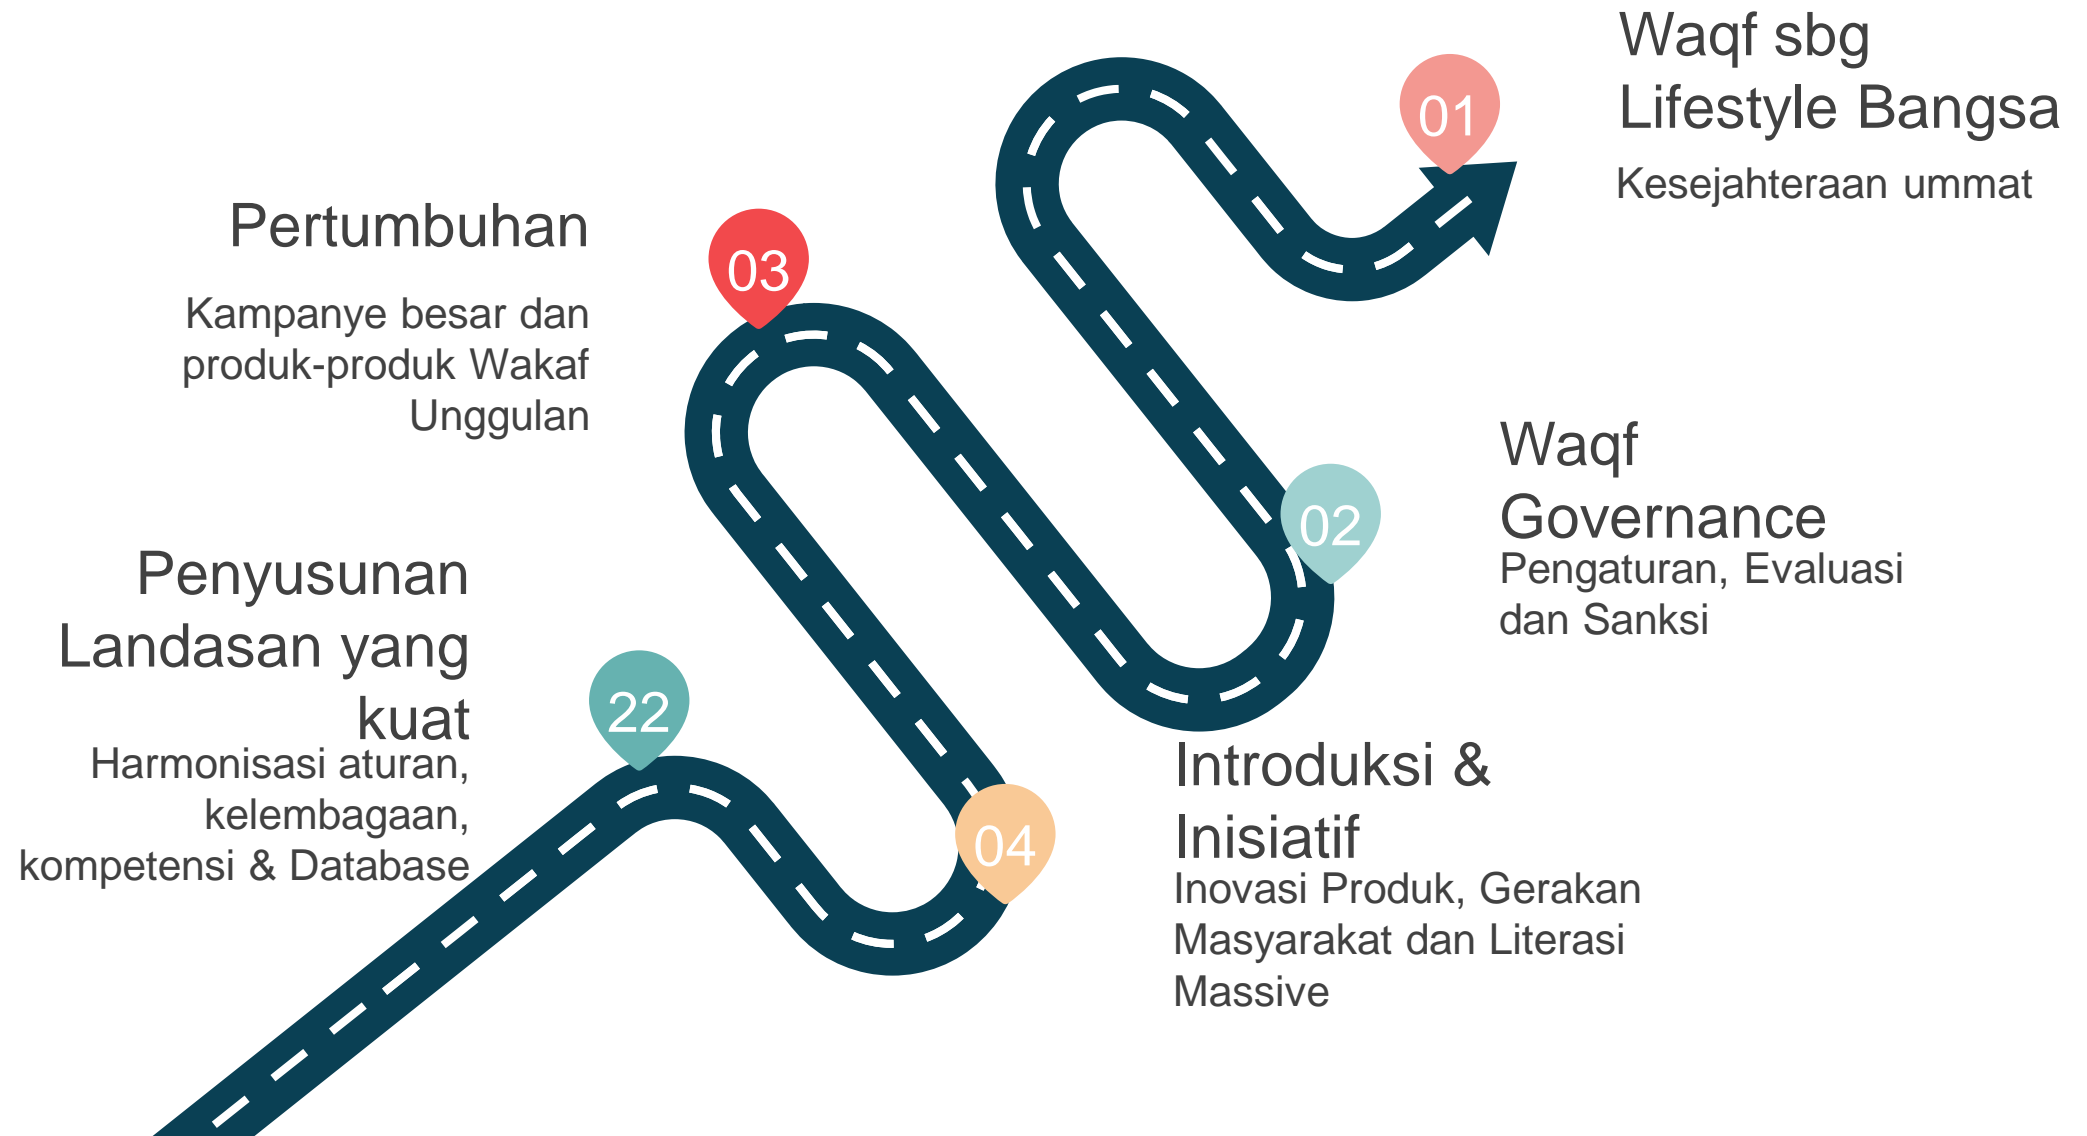 Waqf sbg
Lifestyle Bangsa
Kesejahteraan ummat
01
Pertumbuhan
Kampanye besar dan
produk-produk Wakaf
Unggulan
03
Waqf
Governance
Pengaturan, Evaluasi
dan Sanksi
02
Penyusunan
Landasan yang
kuat
Harmonisasi aturan,
kelembagaan,
kompetensi & Database
22
Introduksi &
Inisiatif
Inovasi Produk, Gerakan
Masyarakat dan Literasi
Massive
04